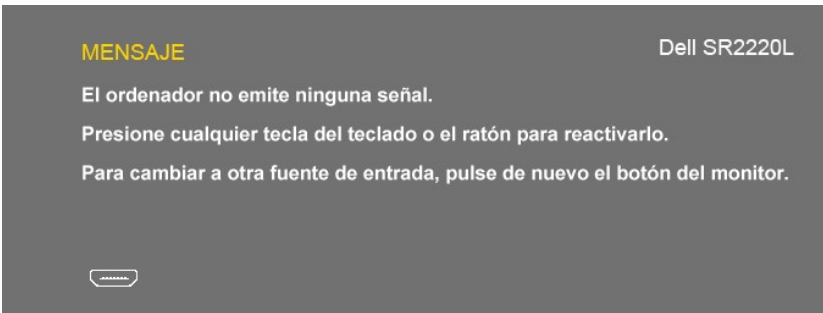 MENSAJE
Dell SR2220L
El ordenador no emite ninguna señal.
Presione cualquier tecla del teclado o el ratón para reactivarlo.
Para cambiar a otra fuente de entrada, pulse de nuevo el botón del monitor.